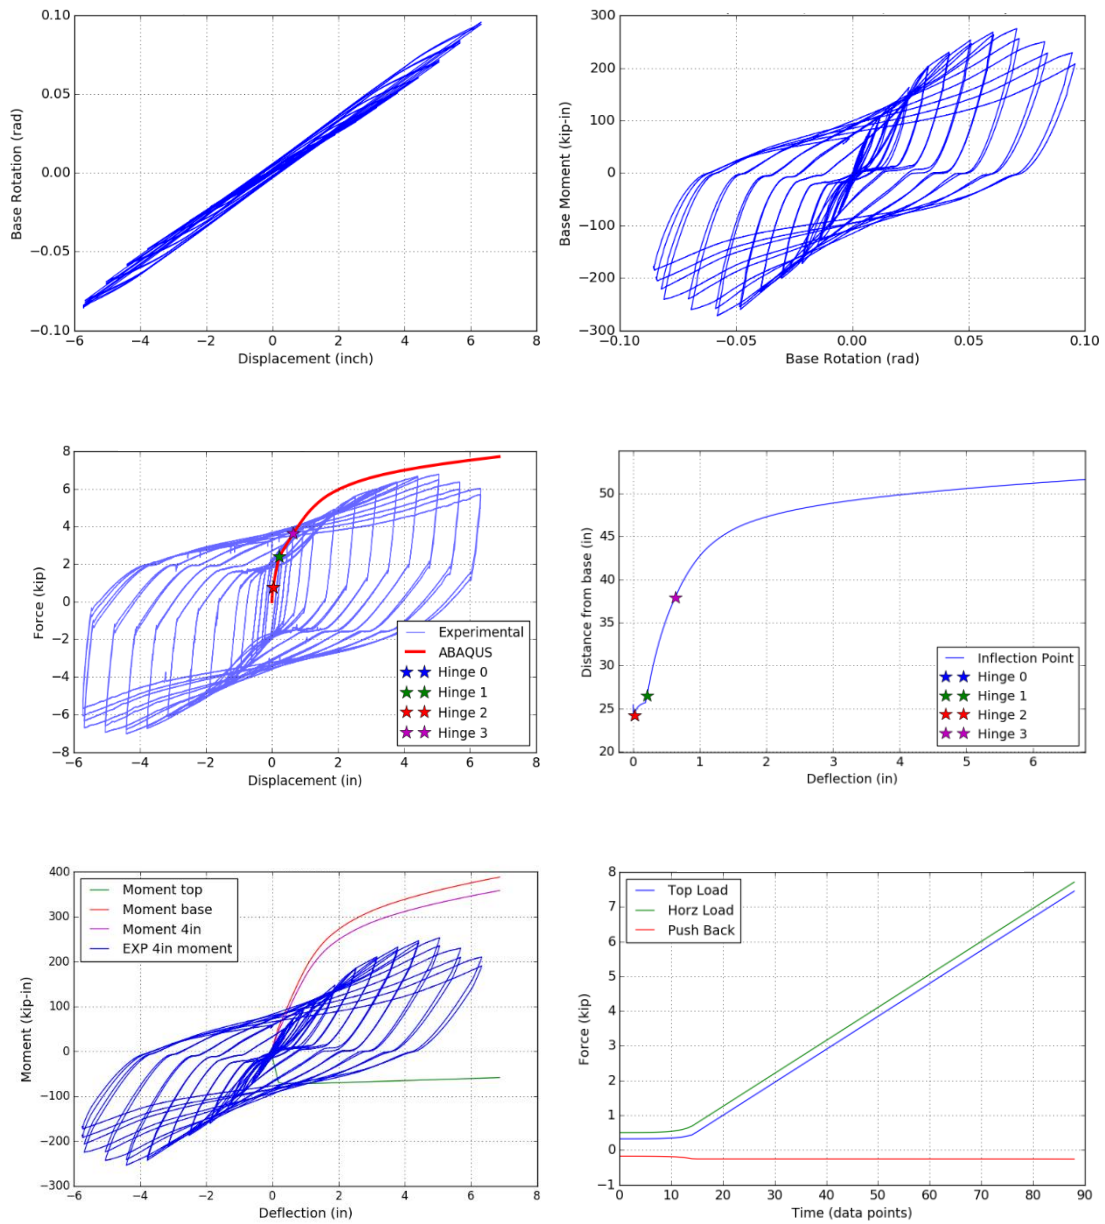 0.10
0.05
0.00
−0.05
−0.10
Base Rotation (rad)
−6 −4 −2 0 2 4 6 8
Displacement (inch)
300
200
100
0
−100
−200
−300
Base Moment (kip-in)
−0.10 −0.05 0.00 0.05 0.10
Base Rotation (rad)
8
6
4
2
0
−2
−4
−6
−8
Force (kip)
Experimental
ABAQUS
Hinge 0
Hinge 1
Hinge 2
Hinge 3
−6 −4 −2 0 2 4 6 8
Displacement (in)
50
45
40
35
30
25
20
Distance from base (in)
Inflection Point
Hinge 0
Hinge 1
Hinge 2
Hinge 3
0 1 2 3 4 5 6
Deflection (in)
400
300
200
100
0
−100
−200
−300
Moment (kip-in)
Moment top
Moment base
Moment 4in
EXP 4in moment
−6 −4 −2 0 2 4 6 8
Deflection (in)
8
7
6
5
4
3
2
1
0
−1
Force (kip)
Top Load
Horz Load
Push Back
0 10 20 30 40 50 60 70 80 90
Time (data points)